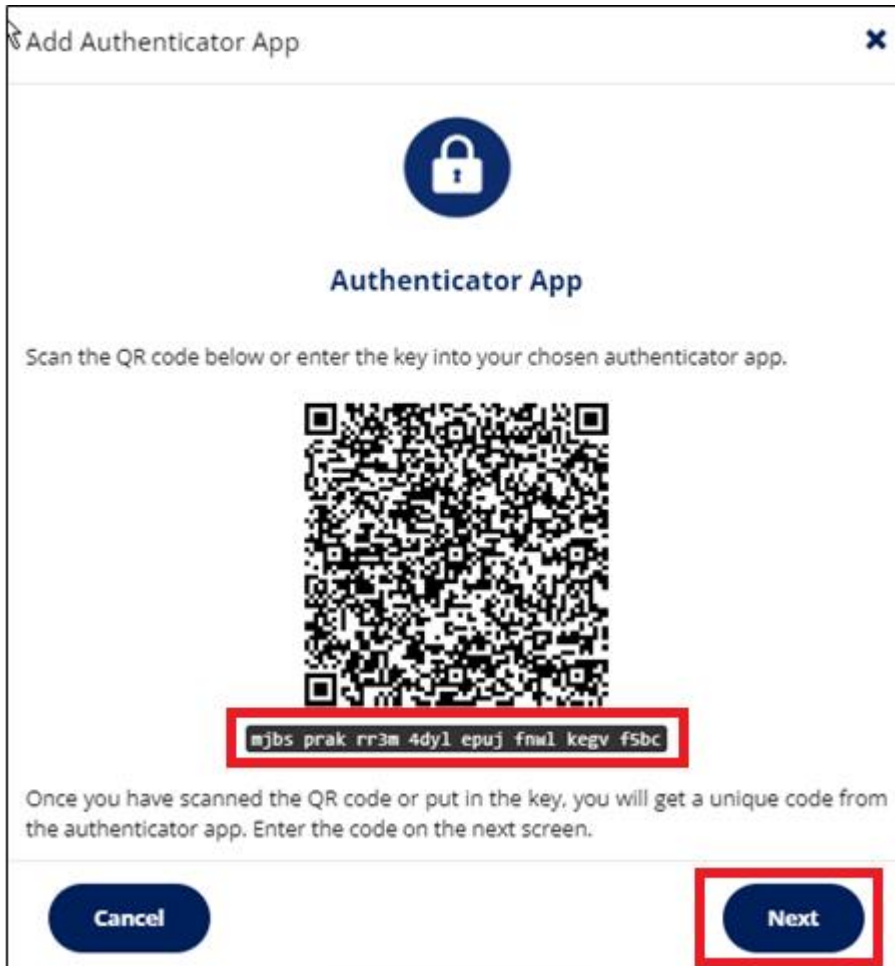 Add Authenticator App
Authenticator App
Scan the QR code below or enter the key into your chosen authenticator app.
mjbs prak rr3m 4dyl epuj fnwl kegv f5bc
Once you have scanned the QR code or put in the key, you will get a unique code from
the authenticator app. Enter the code on the next screen.
Cancel
Next